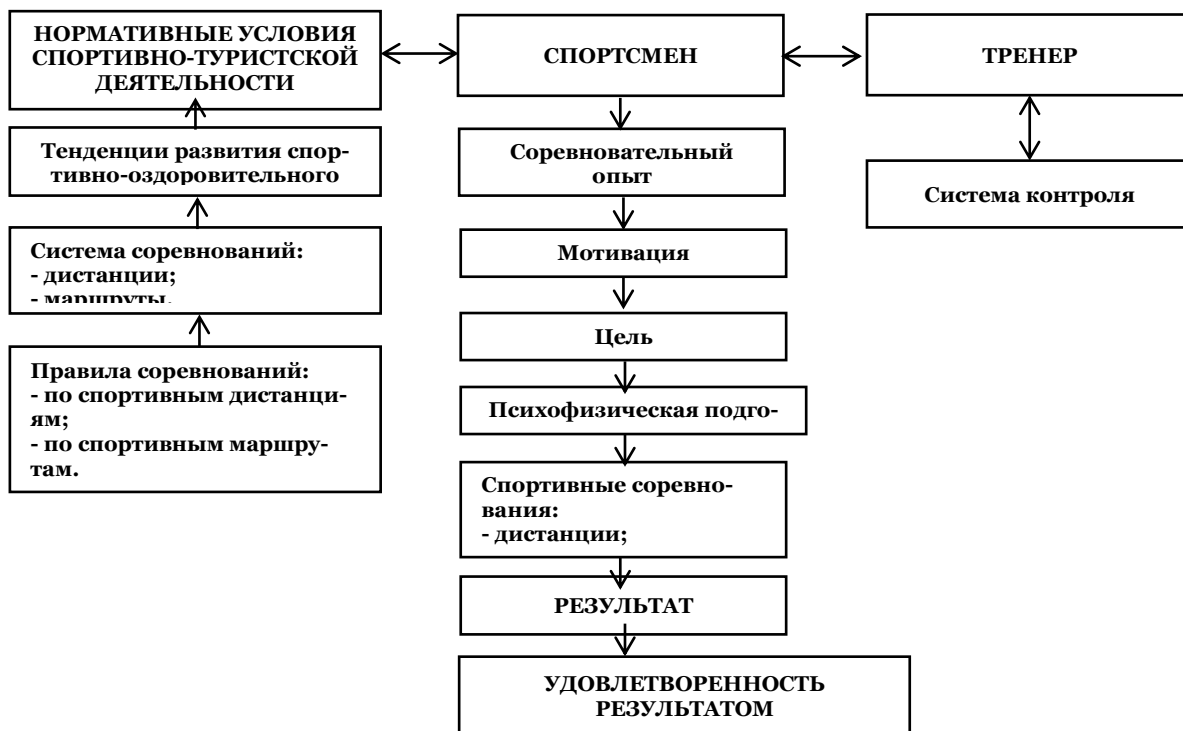 НОРМАТИВНЫЕ УСЛОВИЯ
СПОРТИВНО-ТУРИСТСКОЙ
ДЕЯТЕЛЬНОСТИ
Тенденции развития спор-
тивно-оздоровительного
Система соревнований:
- дистанции;
- маршруты.
Правила соревнований:
- по спортивным дистанци-
ям;
- по спортивным маршру-
там.
СПОРТСМЕН
Соревновательный
опыт
Мотивация
Цель
Психофизическая подго-
Спортивные соревно-
вания:
- дистанции;
РЕЗУЛЬТАТ
УДОВЛЕТВОРЕННОСТЬ
РЕЗУЛЬТАТОМ
ТРЕНЕР
Система контроля